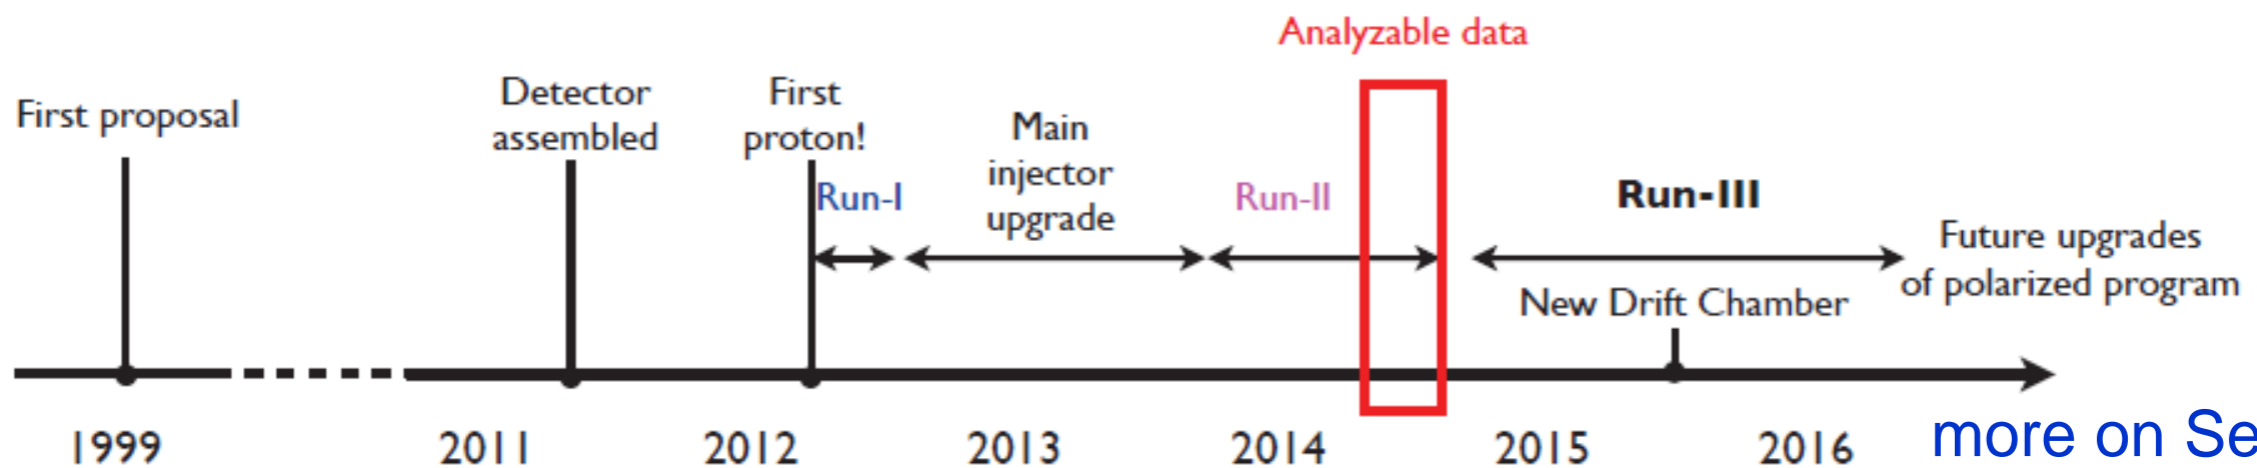 Analyzable data
First proposal
Detector
assembled
First
proton!
Run-I
Main
injector
upgrade
Run-II
Run-III
New Drift Chamber
Future upgrades
of polarized program
1999
2011
2012
2013
2014
2015
2016
more on Se